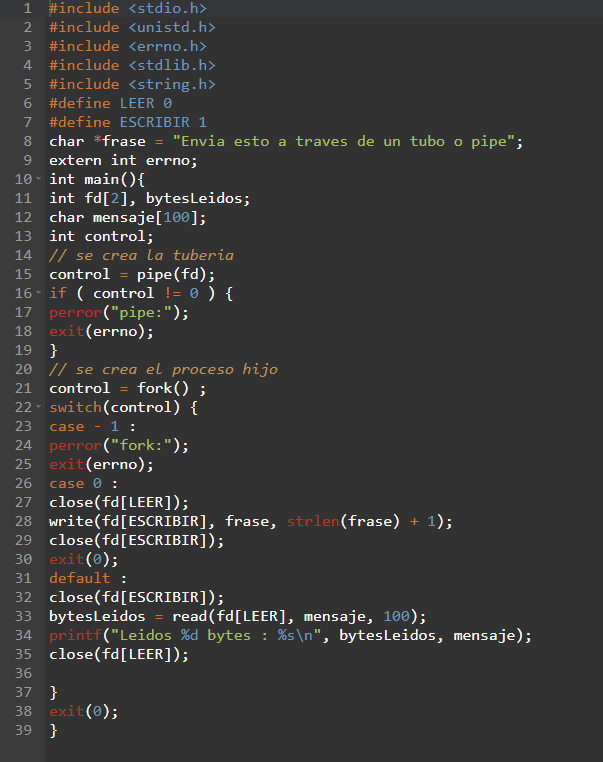 1 #include <stdio.h>
2 #include <unistd.h>
3 #include <errno.h>
4 #include <stdlib.h>
5 #include <string.h>
6 #define LEER 0
7 #define ESCRIBIR 1
8 char *frase = "Envia esto a traves de un tubo o pipe";
9 extern int errno;
10 int main(){
11 int fd[2], bytesLeidos;
12 char mensaje[100];
13 int control;
14 // se crea la tuberia
15 control = pipe(fd);
16 if ( control != 0 ) {
17 perror("pipe:");
18 exit(errno);
19 }
20 // se crea el proceso hijo
21 control = fork() ;
22 switch(control) {
23 case - 1 :
24 perror("fork:");
25 exit(errno);
26 case 0 :
27 close(fd[LEER]);
28 write(fd[ESCRIBIR], frase, strlen(frase) + 1);
29 close(fd[ESCRIBIR]);
30 exit(0);
31 default :
32 close(fd[ESCRIBIR]);
33 bytesLeidos = read(fd[LEER], mensaje, 100);
34 printf("Leidos %d bytes : %s\n", bytesLeidos, mensaje);
35 close(fd[LEER]);
36
37 }
38 exit(0);
39 }